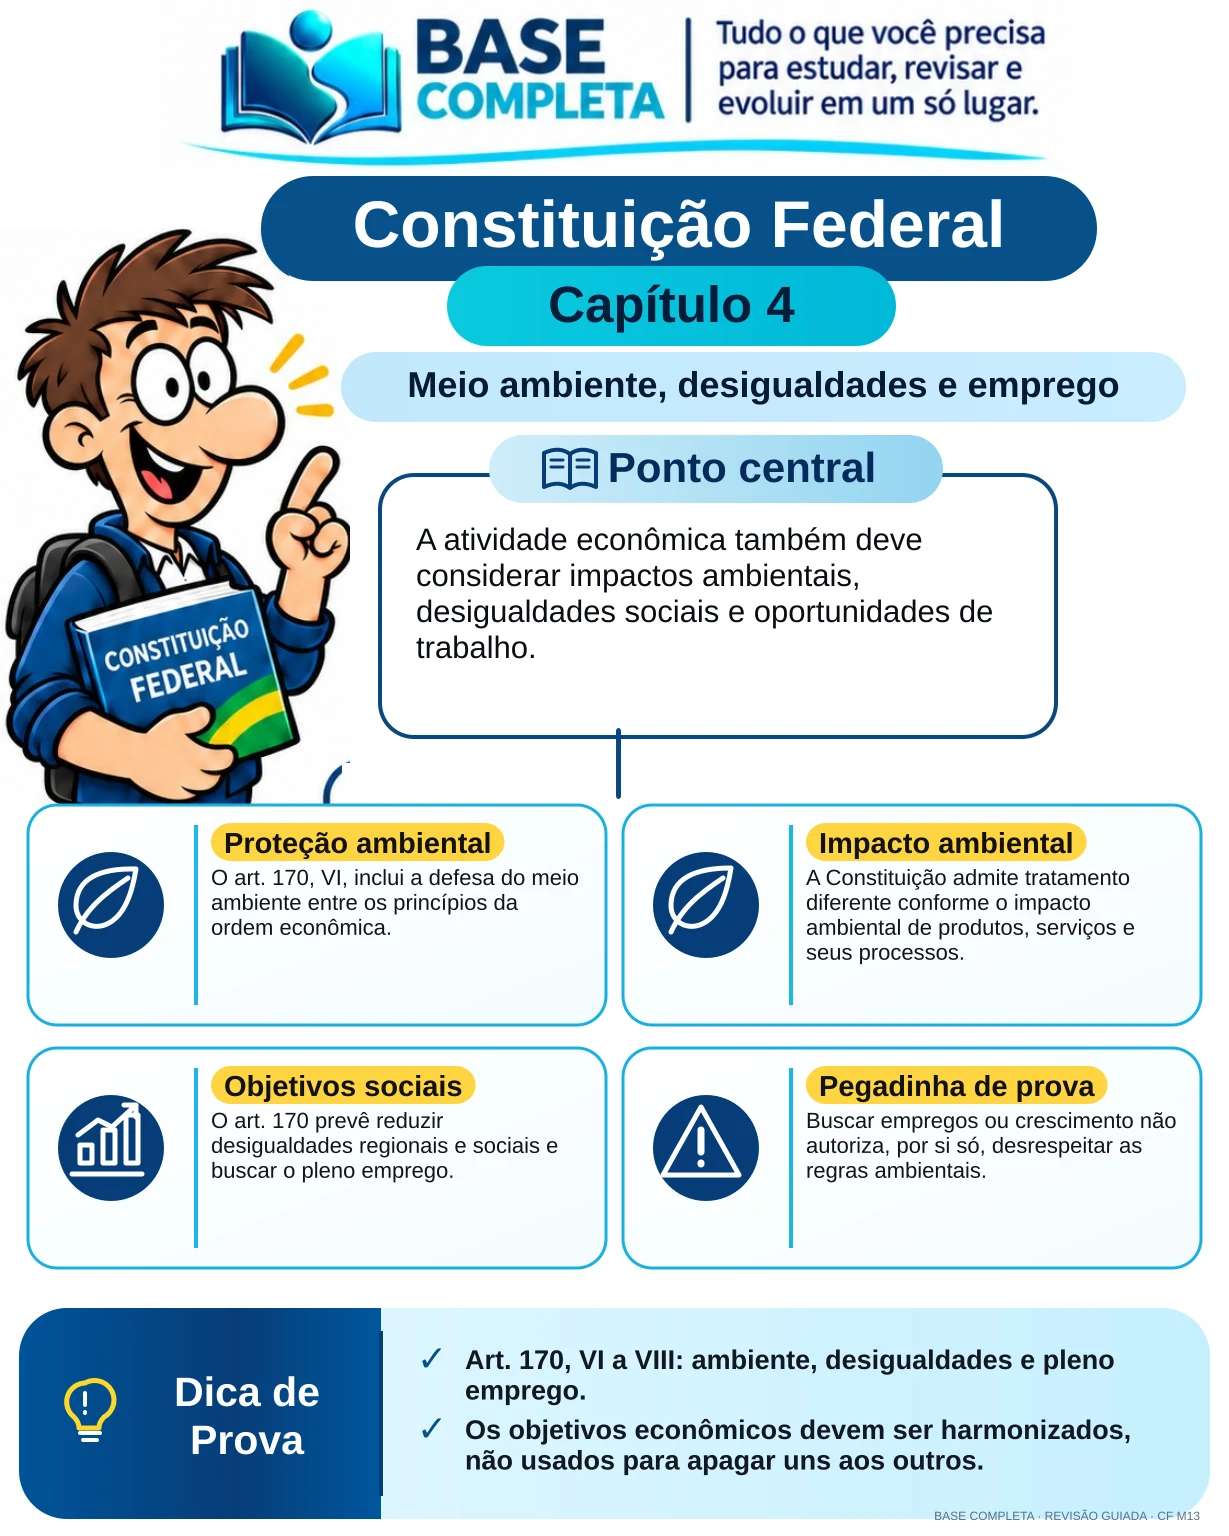 BASE
COMPLETA
Tudo o que você precisa
para estudar, revisar e
evoluir em um só lugar.
Constituição Federal
Capítulo 4
Meio ambiente, desigualdades e emprego
Ponto central
A atividade econômica também deve
considerar impactos ambientais,
desigualdades sociais e oportunidades de
trabalho.
CONSTITUIÇÃO
FEDERAL
Proteção ambiental
O art. 170, VI, inclui a defesa do meio
ambiente entre os princípios da
ordem econômica.
Impacto ambiental
A Constituição admite tratamento
diferente conforme o impacto
ambiental de produtos, serviços e
seus processos.
Objetivos sociais
O art. 170 prevê reduzir
desigualdades regionais e sociais e
buscar o pleno emprego.
Pegadinha de prova
Buscar empregos ou crescimento não
autoriza, por si só, desrespeitar as
regras ambientais.
Dica de
Prova
✓ Art. 170, VI a VIII: ambiente, desigualdades e pleno
emprego.
✓ Os objetivos econômicos devem ser harmonizados,
não usados para apagar uns aos outros.
BASE COMPLETA · REVISÃO GUIADA · CF M13